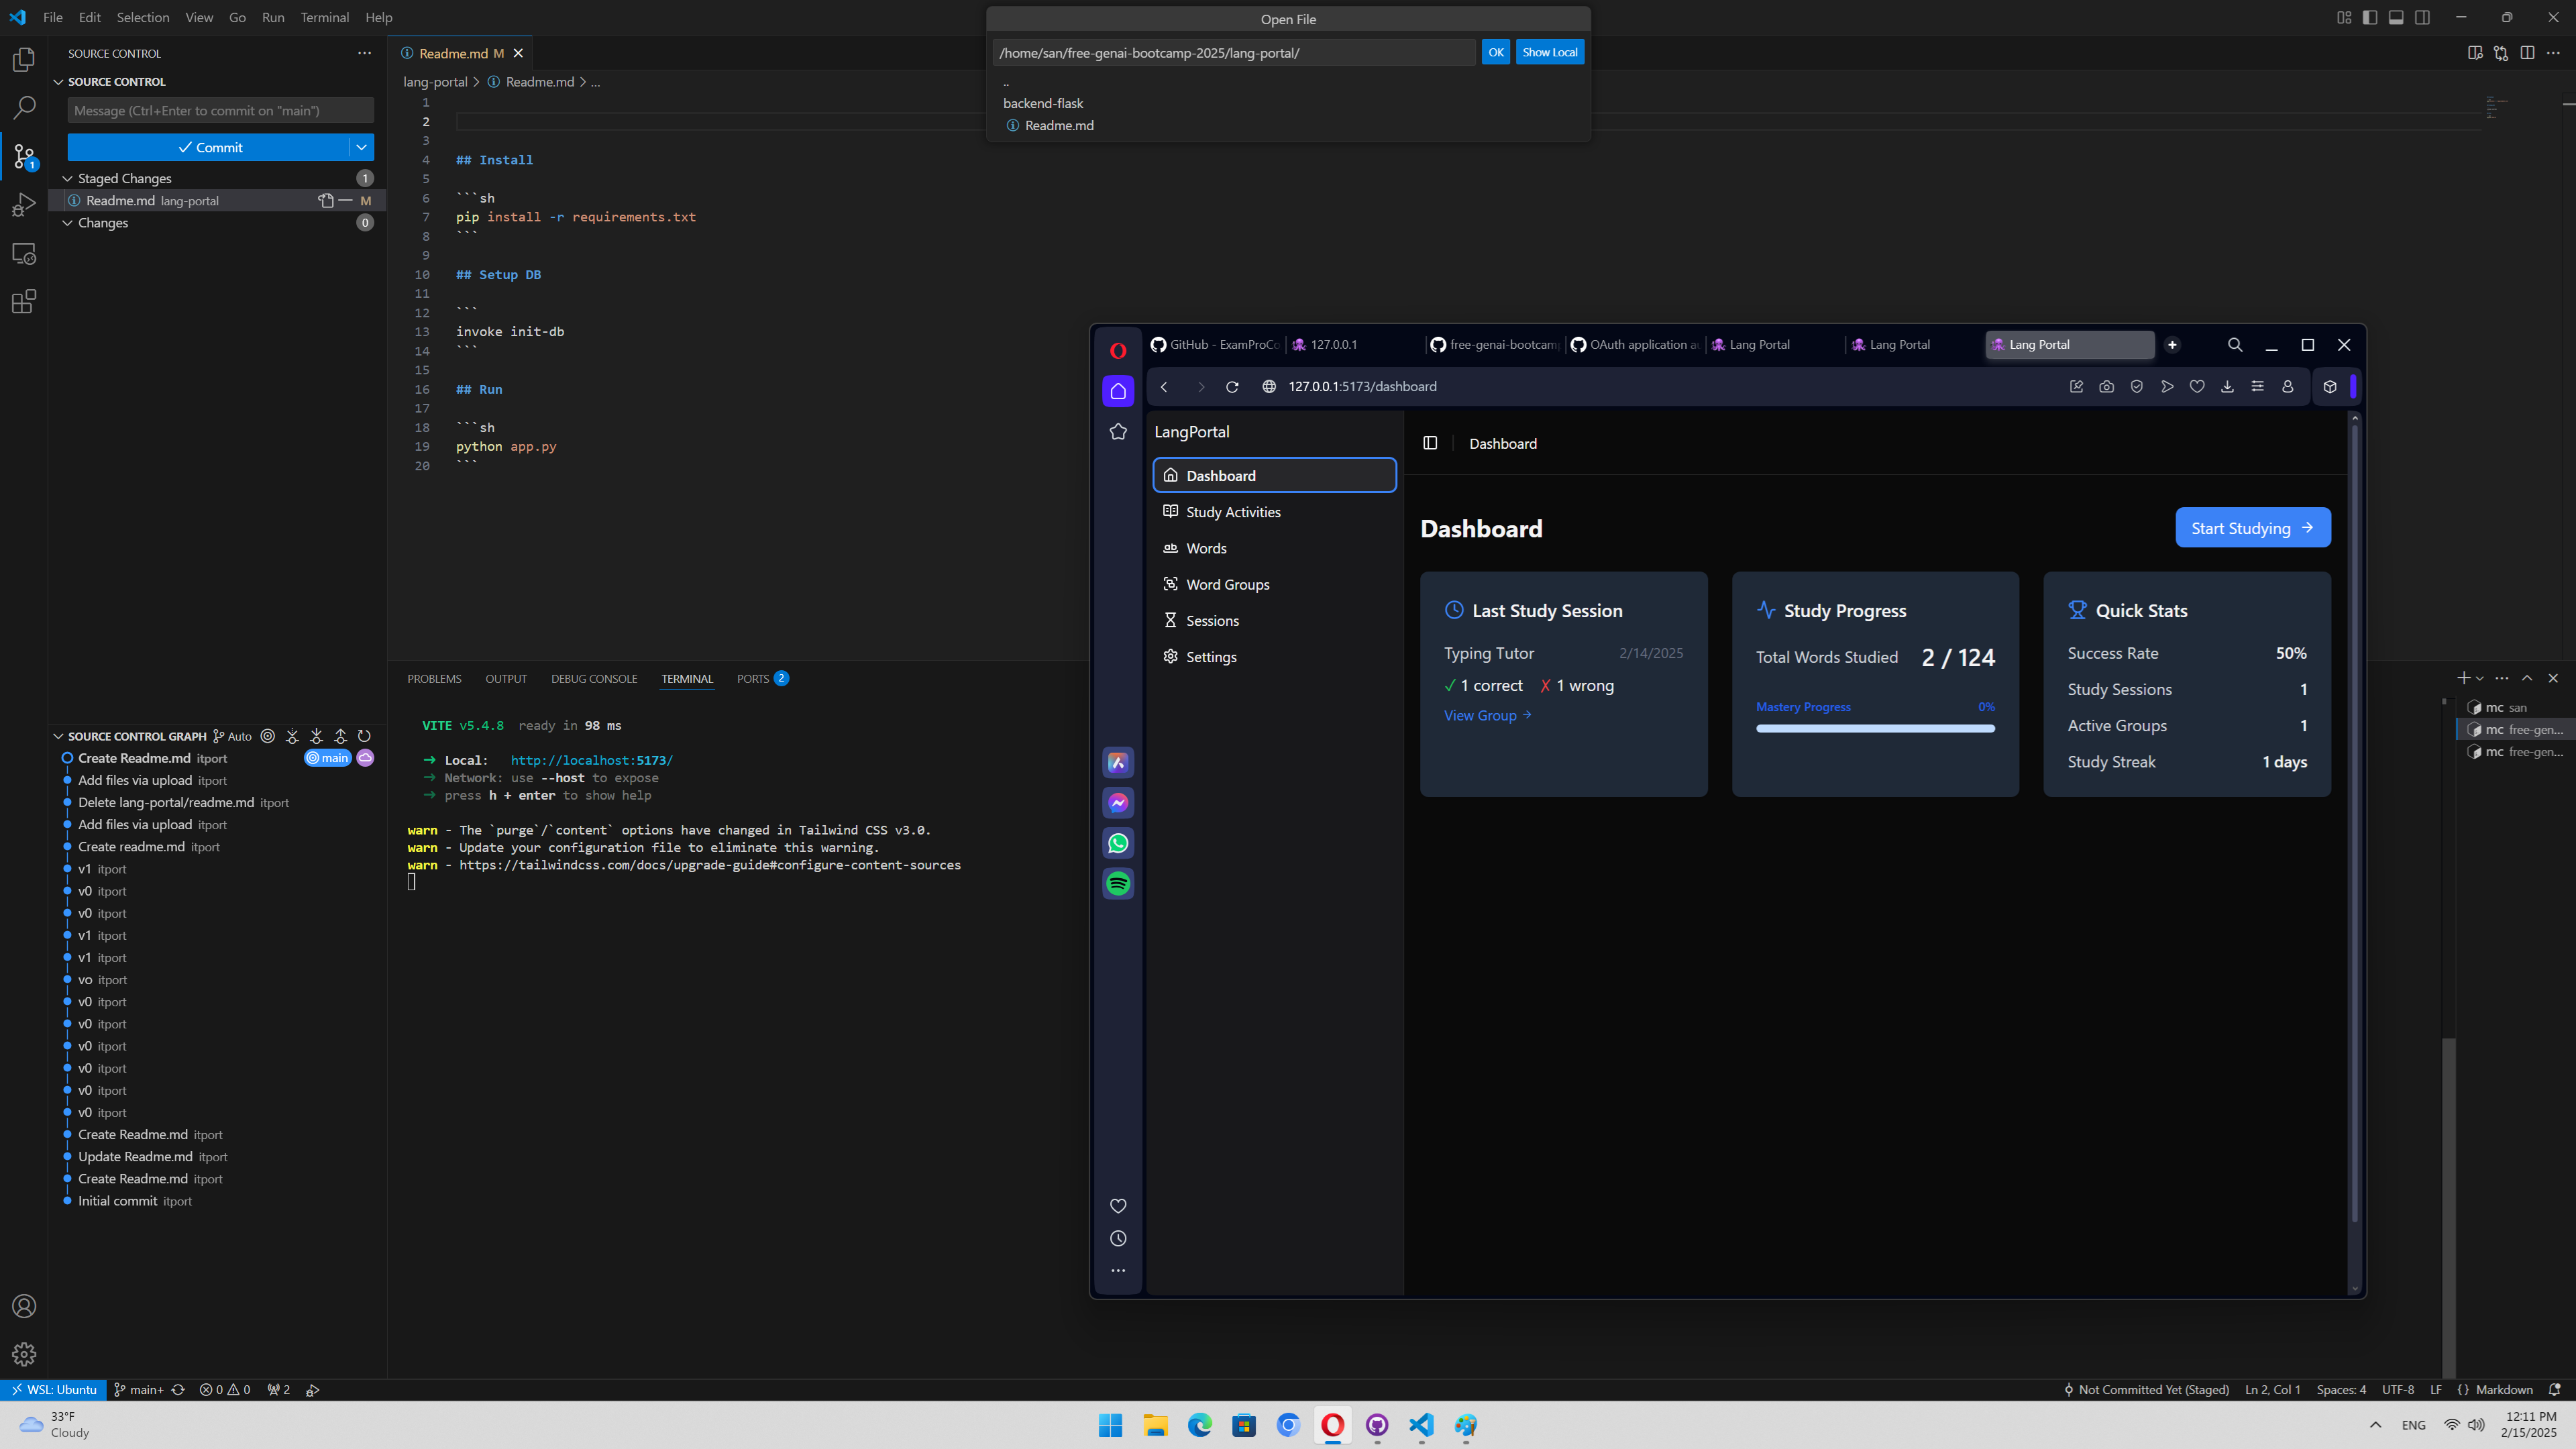 File Edit Selection View Go Run Terminal Help
Open File
/home/san/free-genai-bootcamp-2025/lang-portal/
OK
Show Local
..
backend-flask
Readme.md
SOURCE CONTROL
SOURCE CONTROL
Message (Ctrl+Enter to commit on "main")
Commit
Staged Changes 1
Readme.md lang-portal M
Changes 0
1
Readme.md M
lang-portal > Readme.md > ...
1
2
3
4 ## Install
5
6 ```sh
7 pip install -r requirements.txt
8 ```
9
10 ## Setup DB
11
12 ```
13 invoke init-db
14 ```
15
16 ## Run
17
18 ```sh
19 python app.py
20 ```
PROBLEMS OUTPUT DEBUG CONSOLE TERMINAL PORTS 2
VITE v5.4.8 ready in 98 ms
➜ Local: http://localhost:5173/
➜ Network: use --host to expose
➜ press h + enter to show help
warn - The `purge`/`content` options have changed in Tailwind CSS v3.0.
warn - Update your configuration file to eliminate this warning.
warn - https://tailwindcss.com/docs/upgrade-guide#configure-content-sources
mc san
mc free-gen...
mc free-gen...
SOURCE CONTROL GRAPH Auto
Create Readme.md itport main
Add files via upload itport
Delete lang-portal/readme.md itport
Add files via upload itport
Create readme.md itport
v1 itport
v0 itport
v0 itport
v1 itport
v1 itport
vo itport
v0 itport
v0 itport
v0 itport
v0 itport
v0 itport
v0 itport
Create Readme.md itport
Update Readme.md itport
Create Readme.md itport
Initial commit itport
GitHub - ExamProCo
127.0.0.1
free-genai-bootcam
OAuth application a
Lang Portal
Lang Portal
Lang Portal
127.0.0.1:5173/dashboard
LangPortal
Dashboard
Study Activities
Words
Word Groups
Sessions
Settings
Dashboard
Dashboard
Start Studying →
Last Study Session
Typing Tutor 2/14/2025
✓ 1 correct ✗ 1 wrong
View Group →
Study Progress
Total Words Studied 2 / 124
Mastery Progress 0%
Quick Stats
Success Rate 50%
Study Sessions 1
Active Groups 1
Study Streak 1 days
WSL: Ubuntu main+ 0 0 2
Not Committed Yet (Staged) Ln 2, Col 1 Spaces: 4 UTF-8 LF {} Markdown
33°F
Cloudy
ENG
12:11 PM
2/15/2025